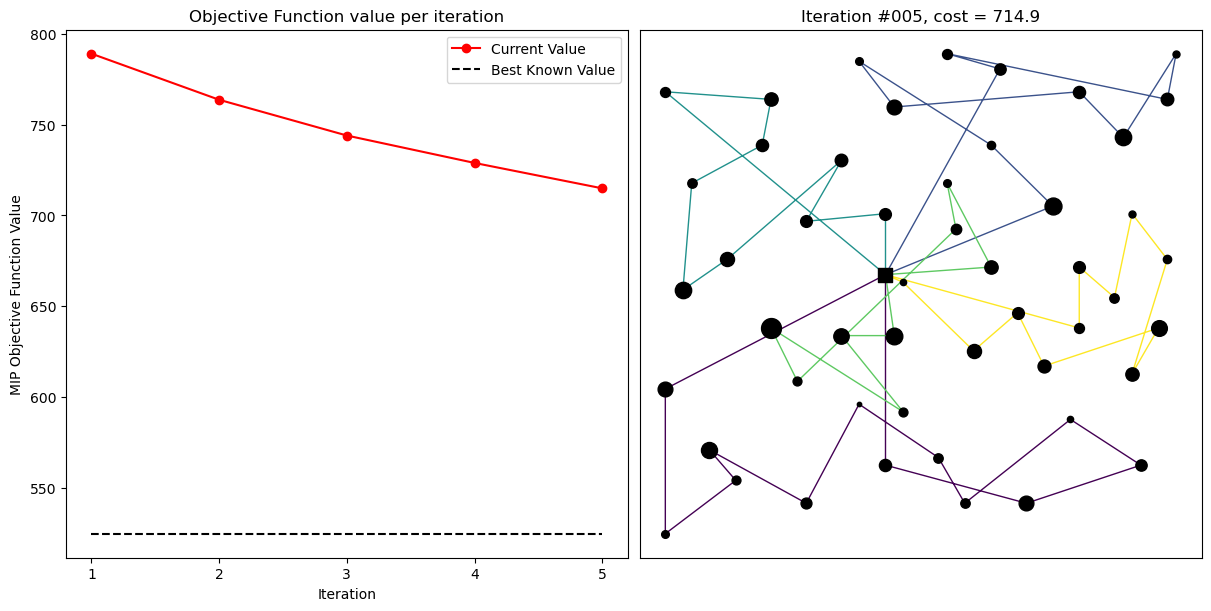 Objective Function value per iteration
Current Value
Best Known Value
MIP Objective Function Value
800
750
700
650
600
550
1 2 3 4 5
Iteration
Iteration #005, cost = 714.9